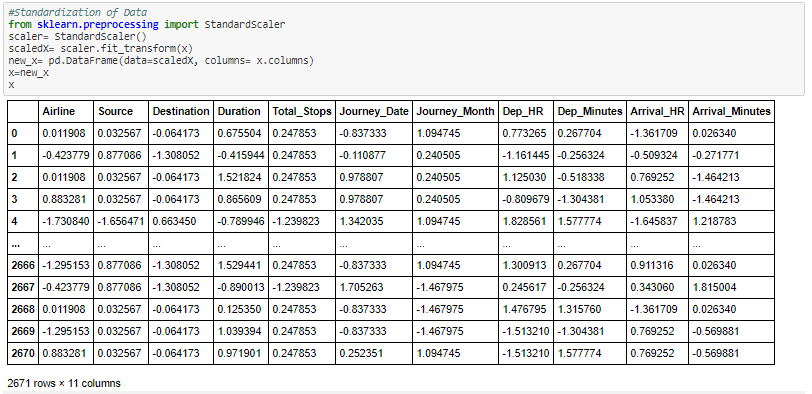 #Standardization of Data
from sklearn.preprocessing import StandardScaler
scaler= StandardScaler()
scaledX= scaler.fit_transform(x)
new_x= pd.DataFrame(data=scaledX, columns= x.columns)
x=new_x
x
Airline Source Destination Duration Total_Stops Journey_Date Journey_Month Dep_HR Dep_Minutes Arrival_HR Arrival_Minutes
0 0.011908 0.032567 -0.064173 0.675504 0.247853 -0.837333 1.094745 0.773265 0.267704 -1.361709 0.026340
1 -0.423779 0.877086 -1.308052 -0.415944 0.247853 -0.110877 0.240505 -1.161445 -0.256324 -0.509324 -0.271771
2 0.011908 0.032567 -0.064173 1.521824 0.247853 0.978807 0.240505 1.125030 -0.518338 0.769252 -1.464213
3 0.883281 0.032567 -0.064173 0.865609 0.247853 0.978807 0.240505 -0.809679 -1.304381 1.053380 -1.464213
4 -1.730840 -1.656471 0.663450 -0.789946 -1.239823 1.342035 1.094745 1.828561 1.577774 -1.645837 1.218783
... ... ... ... ... ... ... ... ... ... ... ...
2666 -1.295153 0.877086 -1.308052 1.529441 0.247853 -0.837333 1.094745 1.300913 0.267704 0.911316 0.026340
2667 -0.423779 0.877086 -1.308052 -0.890013 -1.239823 1.705263 -1.467975 0.245617 -0.256324 0.343060 1.815004
2668 0.011908 0.032567 -0.064173 0.125350 0.247853 -0.837333 -1.467975 1.476795 1.315760 -1.361709 0.026340
2669 -1.295153 0.032567 -0.064173 1.039394 0.247853 -0.837333 -1.467975 -1.513210 -1.304381 0.769252 -0.569881
2670 0.883281 0.032567 -0.064173 0.971901 0.247853 0.252351 1.094745 -1.513210 1.577774 0.769252 -0.569881
2671 rows × 11 columns